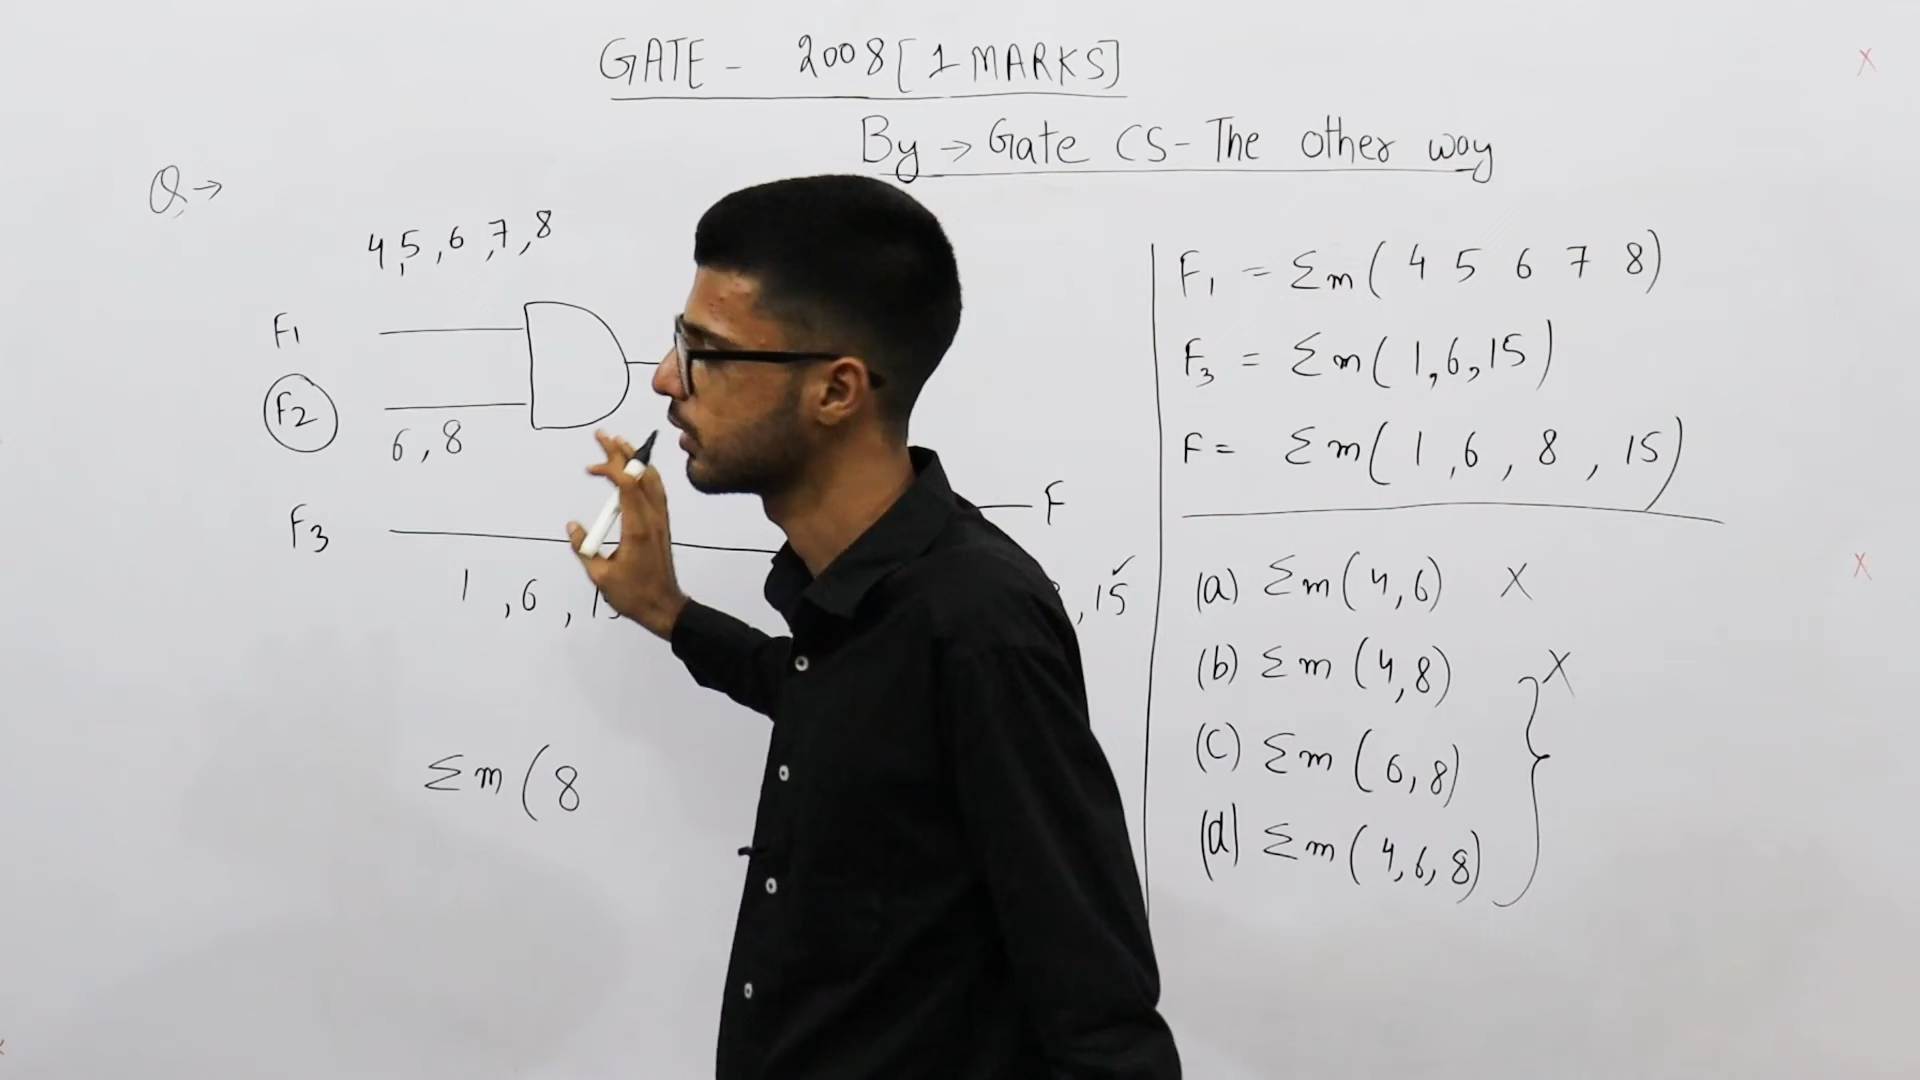 GATE - 2008 [1 MARKS]
By → Gate CS - The other way
Q →
4,5,6,7,8
F1
F2
6,8
F3
1,6,
F
,15 ✓
Σm(8
F1 = Σm( 4 5 6 7 8)
F3 = Σm( 1,6,15)
F = Σm( 1,6,8,15)
(a) Σm(4,6) X
(b) Σm(4,8) X
(c) Σm(6,8)
(d) Σm(4,6,8)